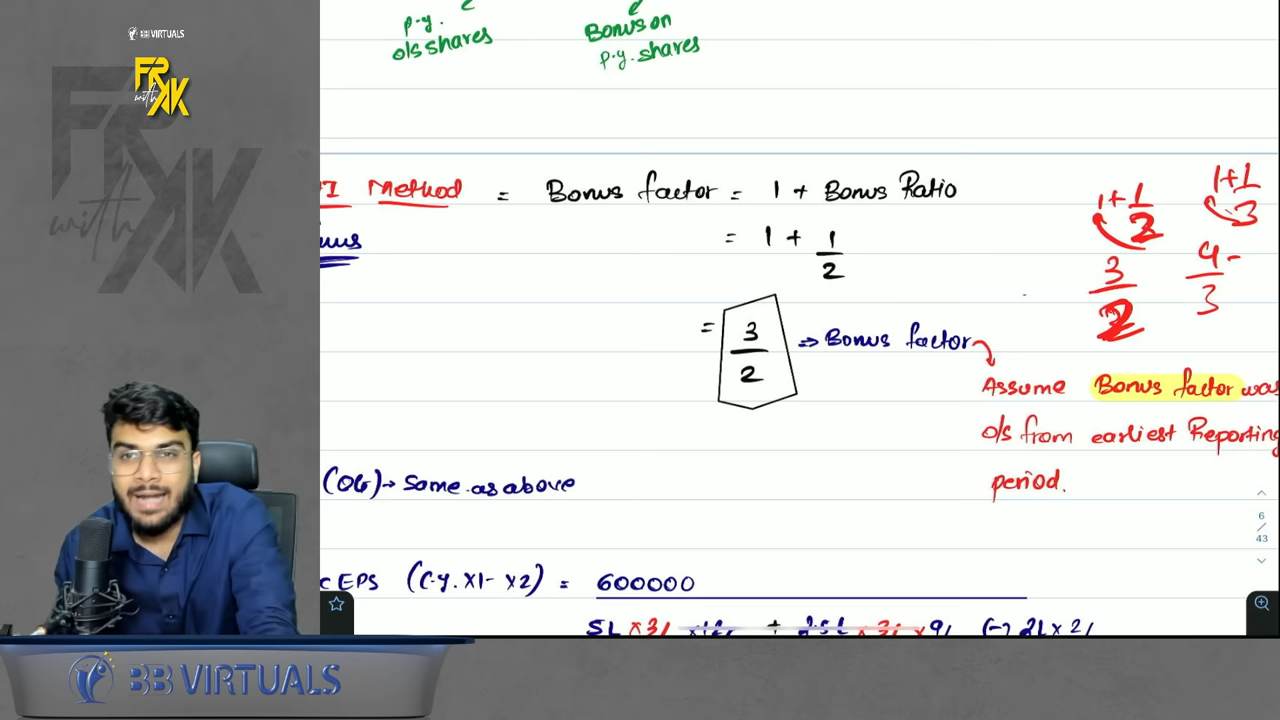 BB VIRTUALS
FR
with
AK
p.y.
o/s shares
Bonus on
p.y. shares
Method = Bonus factor = 1 + Bonus Ratio
= 1 + 1/2
= 3/2 ⇒ Bonus factor
1+1/2
3/2
1+1/3
4/3
Assume Bonus factor was
o/s from earliest Reporting
period.
(OG) → Same as above
EPS (C.y. X1- X2) = 600000
6
/
43
BB VIRTUALS